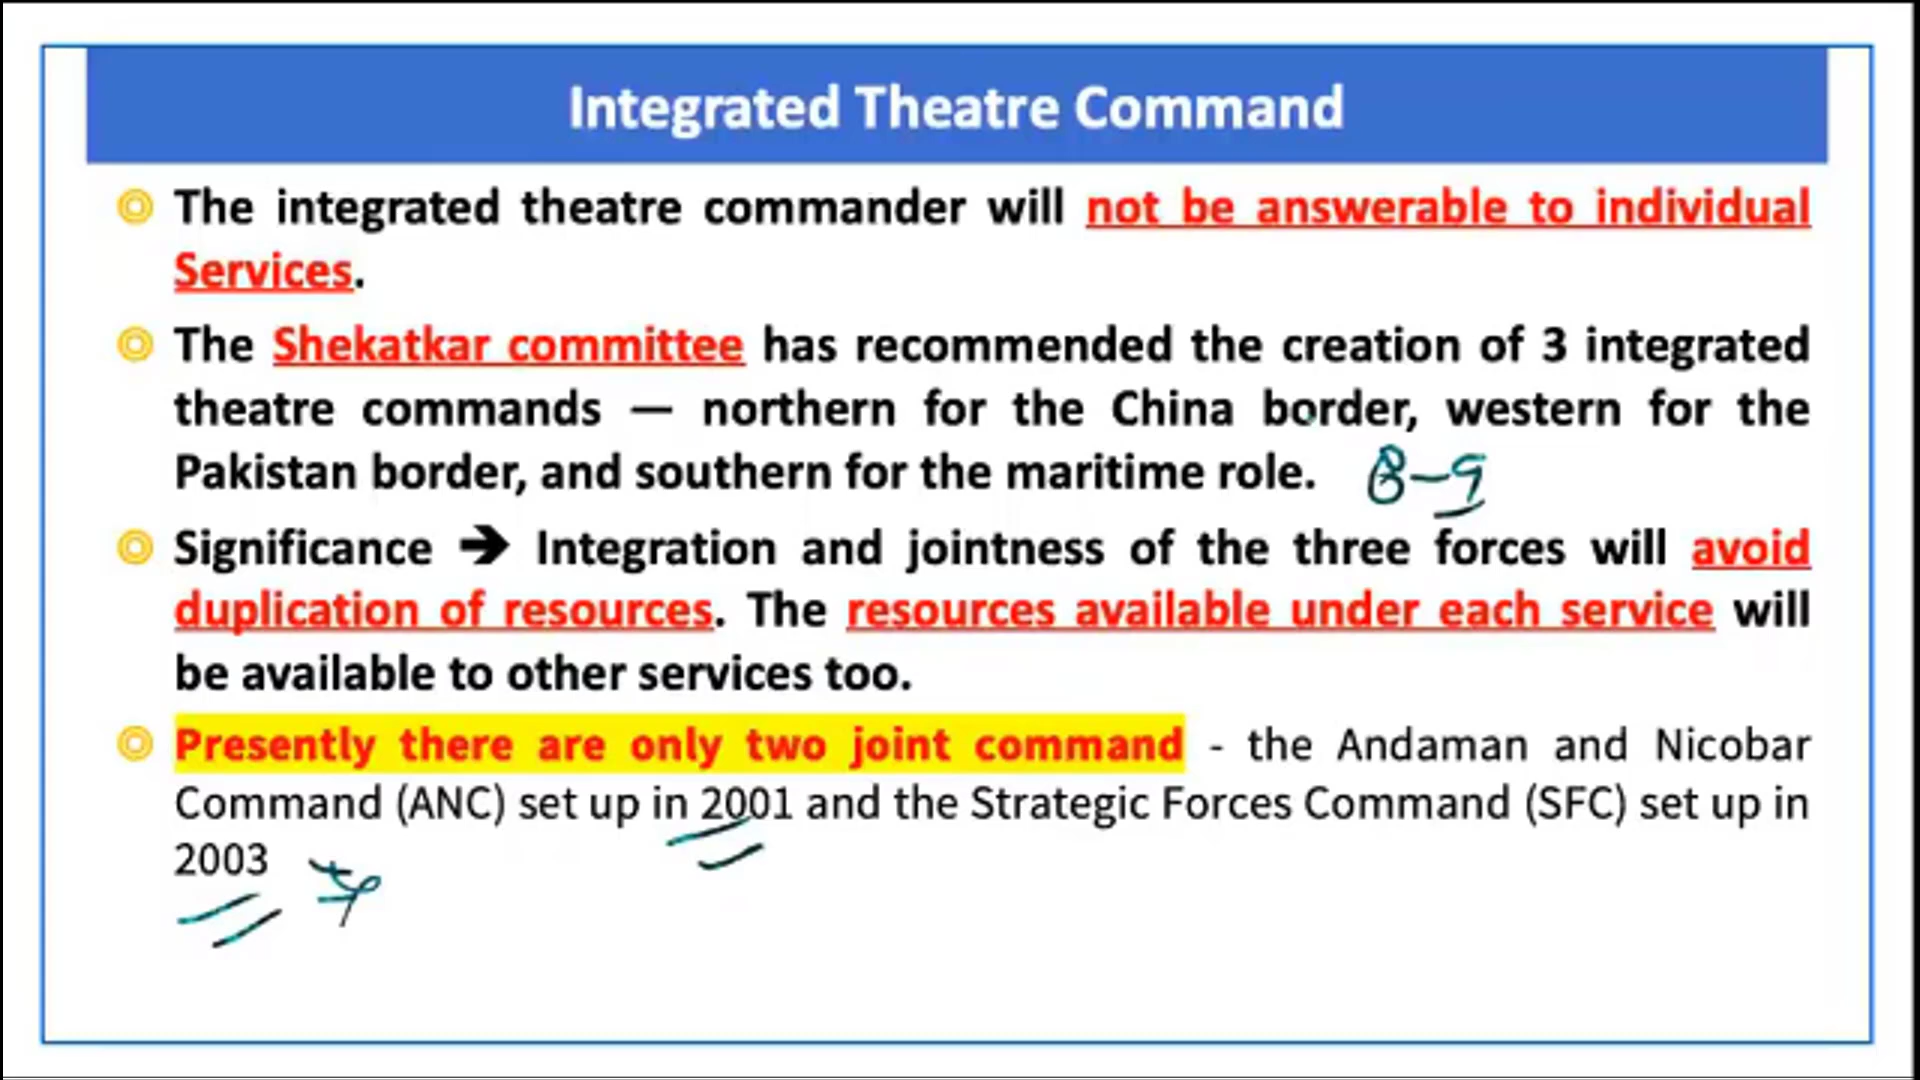 Integrated Theatre Command
The integrated theatre commander will not be answerable to individual
Services.
The Shekatkar committee has recommended the creation of 3 integrated
theatre commands — northern for the China border, western for the
Pakistan border, and southern for the maritime role. 8-9
Significance ➔ Integration and jointness of the three forces will avoid
duplication of resources. The resources available under each service will
be available to other services too.
Presently there are only two joint command - the Andaman and Nicobar
Command (ANC) set up in 2001 and the Strategic Forces Command (SFC) set up in
2003